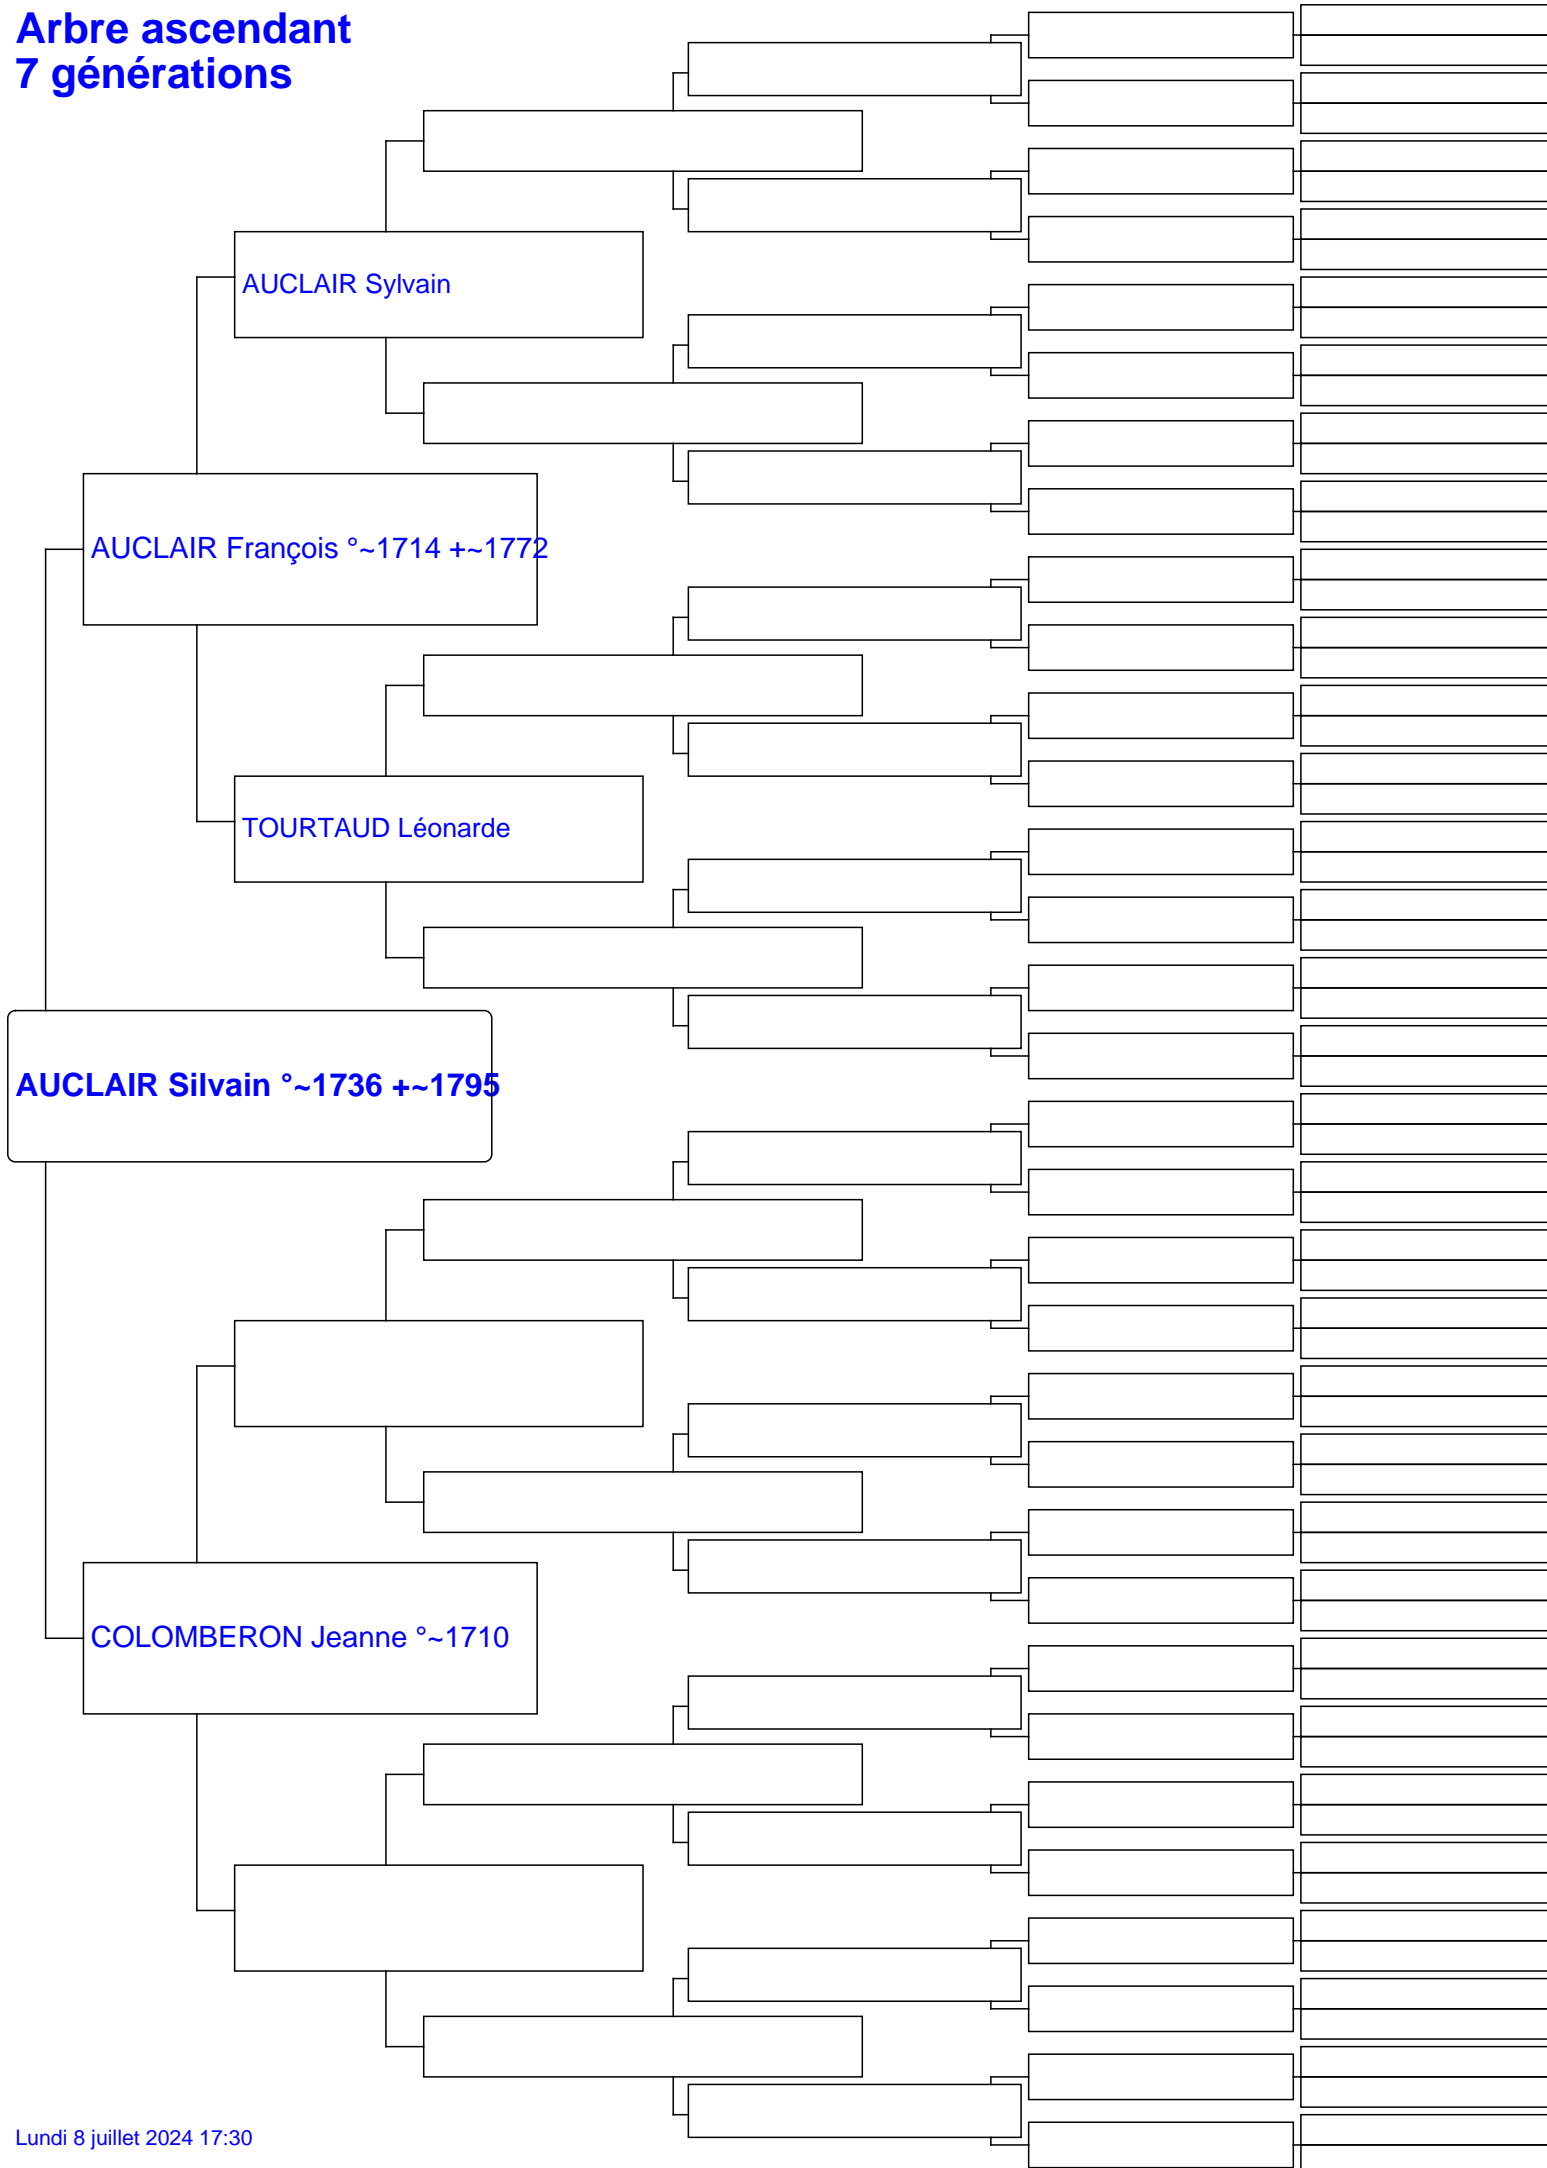 Arbre ascendant
7 générations
AUCLAIR Sylvain
AUCLAIR François °~1714 +~1772
TOURTAUD Léonarde
AUCLAIR Silvain °~1736 +~1795
COLOMBERON Jeanne °~1710
Lundi 8 juillet 2024 17:30